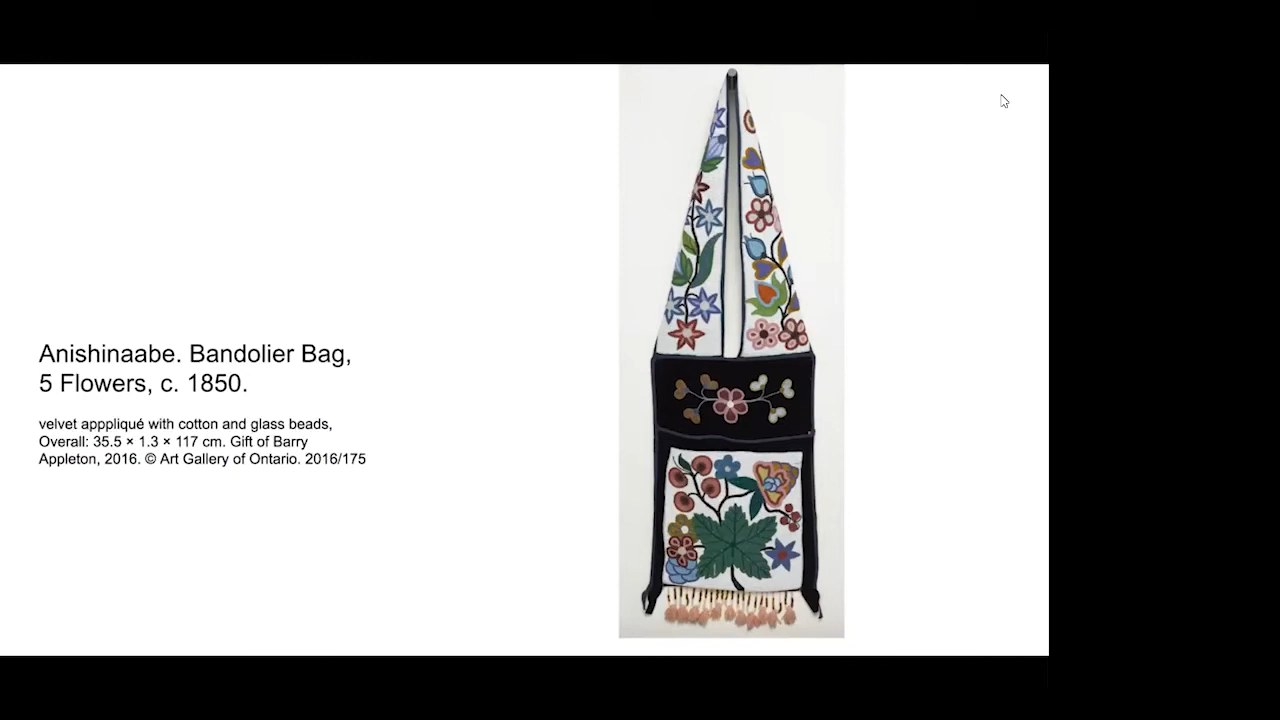 Anishinaabe. Bandolier Bag,
5 Flowers, c. 1850.
velvet apppliqué with cotton and glass beads,
Overall: 35.5 × 1.3 × 117 cm. Gift of Barry
Appleton, 2016. © Art Gallery of Ontario. 2016/175